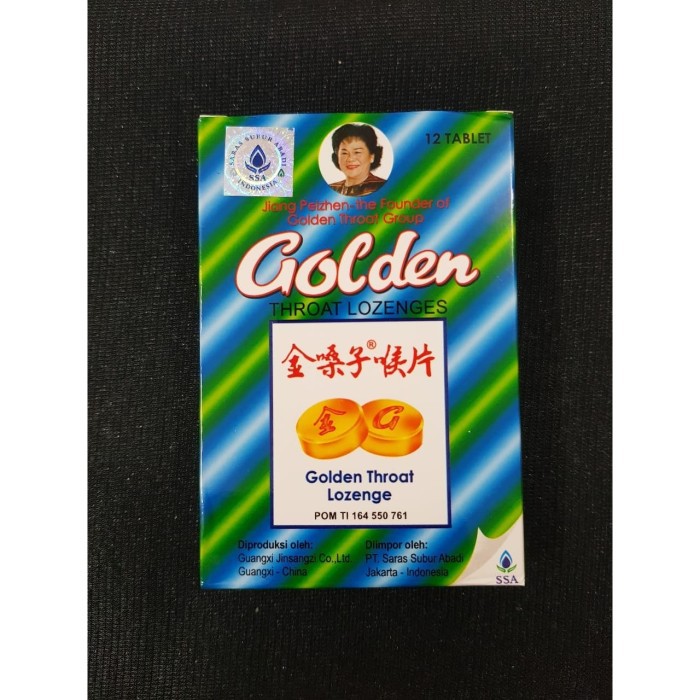 SARAS SUBUR ABADI
SSA
INDONESIA
12 TABLET
Jiang Peizhen-the Founder of
Golden Throat Group
Golden
THROAT LOZENGES
金嗓子®喉片
金 G
Golden Throat
Lozenge
POM TI 164 550 761
Diproduksi oleh:
Guangxi Jinsangzi Co.,Ltd.
Guangxi - China
Diimpor oleh:
PT. Saras Subur Abadi
Jakarta - Indonesia
SSA